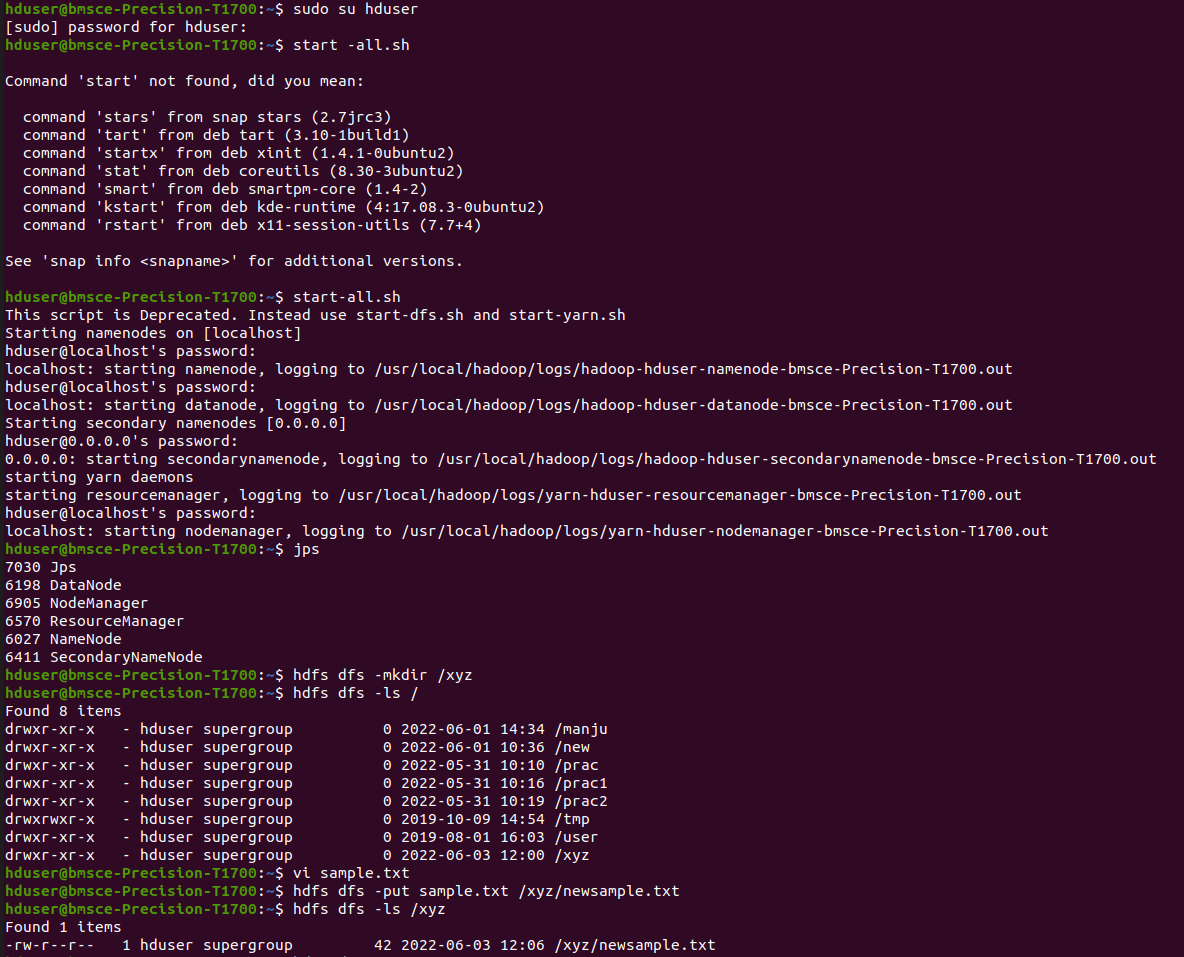 hduser@bmsce-Precision-T1700:~$ sudo su hduser
[sudo] password for hduser:
hduser@bmsce-Precision-T1700:~$ start -all.sh

Command 'start' not found, did you mean:

  command 'stars' from snap stars (2.7jrc3)
  command 'tart' from deb tart (3.10-1build1)
  command 'startx' from deb xinit (1.4.1-0ubuntu2)
  command 'stat' from deb coreutils (8.30-3ubuntu2)
  command 'smart' from deb smartpm-core (1.4-2)
  command 'kstart' from deb kde-runtime (4:17.08.3-0ubuntu2)
  command 'rstart' from deb x11-session-utils (7.7+4)

See 'snap info <snapname>' for additional versions.

hduser@bmsce-Precision-T1700:~$ start-all.sh
This script is Deprecated. Instead use start-dfs.sh and start-yarn.sh
Starting namenodes on [localhost]
hduser@localhost's password:
localhost: starting namenode, logging to /usr/local/hadoop/logs/hadoop-hduser-namenode-bmsce-Precision-T1700.out
hduser@localhost's password:
localhost: starting datanode, logging to /usr/local/hadoop/logs/hadoop-hduser-datanode-bmsce-Precision-T1700.out
Starting secondary namenodes [0.0.0.0]
hduser@0.0.0.0's password:
0.0.0.0: starting secondarynamenode, logging to /usr/local/hadoop/logs/hadoop-hduser-secondarynamenode-bmsce-Precision-T1700.out
starting yarn daemons
starting resourcemanager, logging to /usr/local/hadoop/logs/yarn-hduser-resourcemanager-bmsce-Precision-T1700.out
hduser@localhost's password:
localhost: starting nodemanager, logging to /usr/local/hadoop/logs/yarn-hduser-nodemanager-bmsce-Precision-T1700.out
hduser@bmsce-Precision-T1700:~$ jps
7030 Jps
6198 DataNode
6905 NodeManager
6570 ResourceManager
6027 NameNode
6411 SecondaryNameNode
hduser@bmsce-Precision-T1700:~$ hdfs dfs -mkdir /xyz
hduser@bmsce-Precision-T1700:~$ hdfs dfs -ls /
Found 8 items
drwxr-xr-x   - hduser supergroup          0 2022-06-01 14:34 /manju
drwxr-xr-x   - hduser supergroup          0 2022-06-01 10:36 /new
drwxr-xr-x   - hduser supergroup          0 2022-05-31 10:10 /prac
drwxr-xr-x   - hduser supergroup          0 2022-05-31 10:16 /prac1
drwxr-xr-x   - hduser supergroup          0 2022-05-31 10:19 /prac2
drwxrwxr-x   - hduser supergroup          0 2019-10-09 14:54 /tmp
drwxr-xr-x   - hduser supergroup          0 2019-08-01 16:03 /user
drwxr-xr-x   - hduser supergroup          0 2022-06-03 12:00 /xyz
hduser@bmsce-Precision-T1700:~$ vi sample.txt
hduser@bmsce-Precision-T1700:~$ hdfs dfs -put sample.txt /xyz/newsample.txt
hduser@bmsce-Precision-T1700:~$ hdfs dfs -ls /xyz
Found 1 items
-rw-r--r--   1 hduser supergroup         42 2022-06-03 12:06 /xyz/newsample.txt